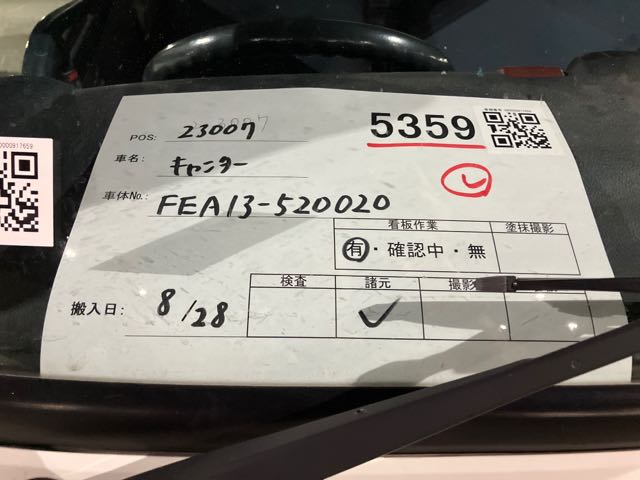 POS: 23007
5359
車名: キャンター
車体No.: FEA13-520020
看板作業 塗抹撮影
有・確認中・無
検査 諸元 撮影
搬入日: 8/28
0000917659